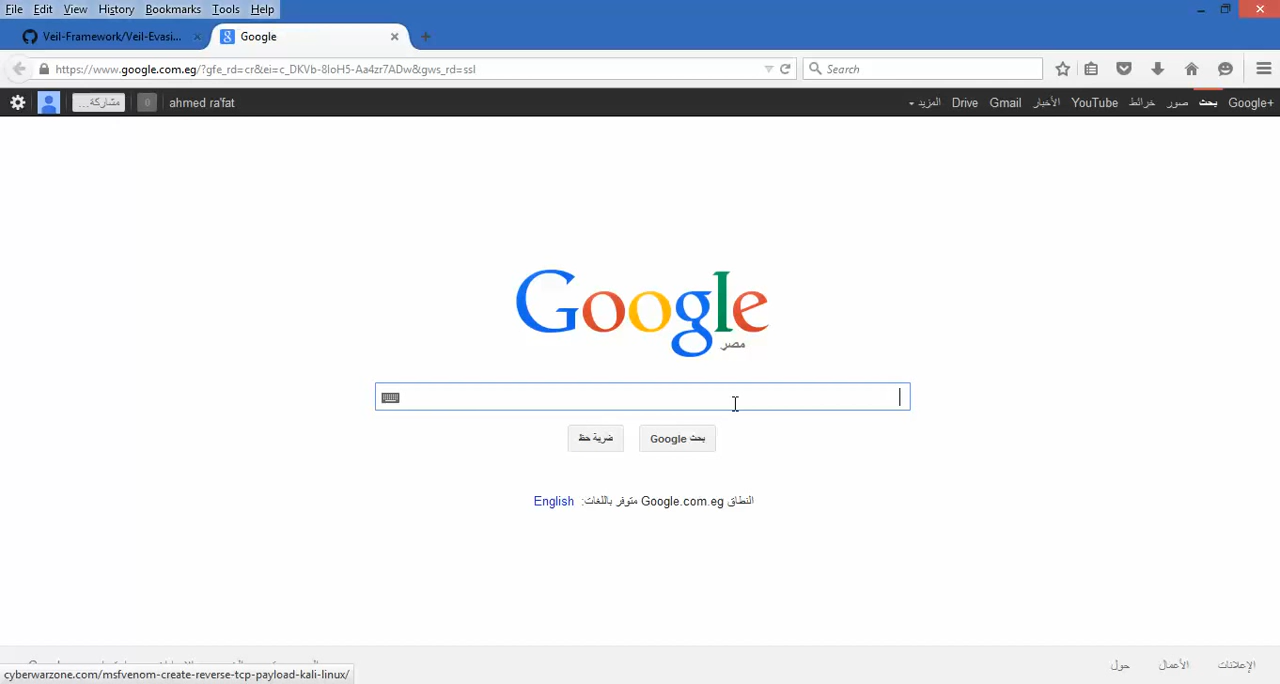 File Edit View History Bookmarks Tools Help
Veil-Framework/Veil-Evasi...
Google
https://www.google.com.eg/?gfe_rd=cr&ei=c_DKVb-8IoH5-Aa4zr7ADw&gws_rd=ssl
Search
مشاركة... 0 ahmed ra'fat
Google+ بحث صور خرائط YouTube الأخبار Gmail Drive المزيد
Google
مصر
بحث Google ضربة حظ
النطاق Google.com.eg متوفر باللغات: English
الإعلانات الأعمال حول
cyberwarzone.com/msfvenom-create-reverse-tcp-payload-kali-linux/